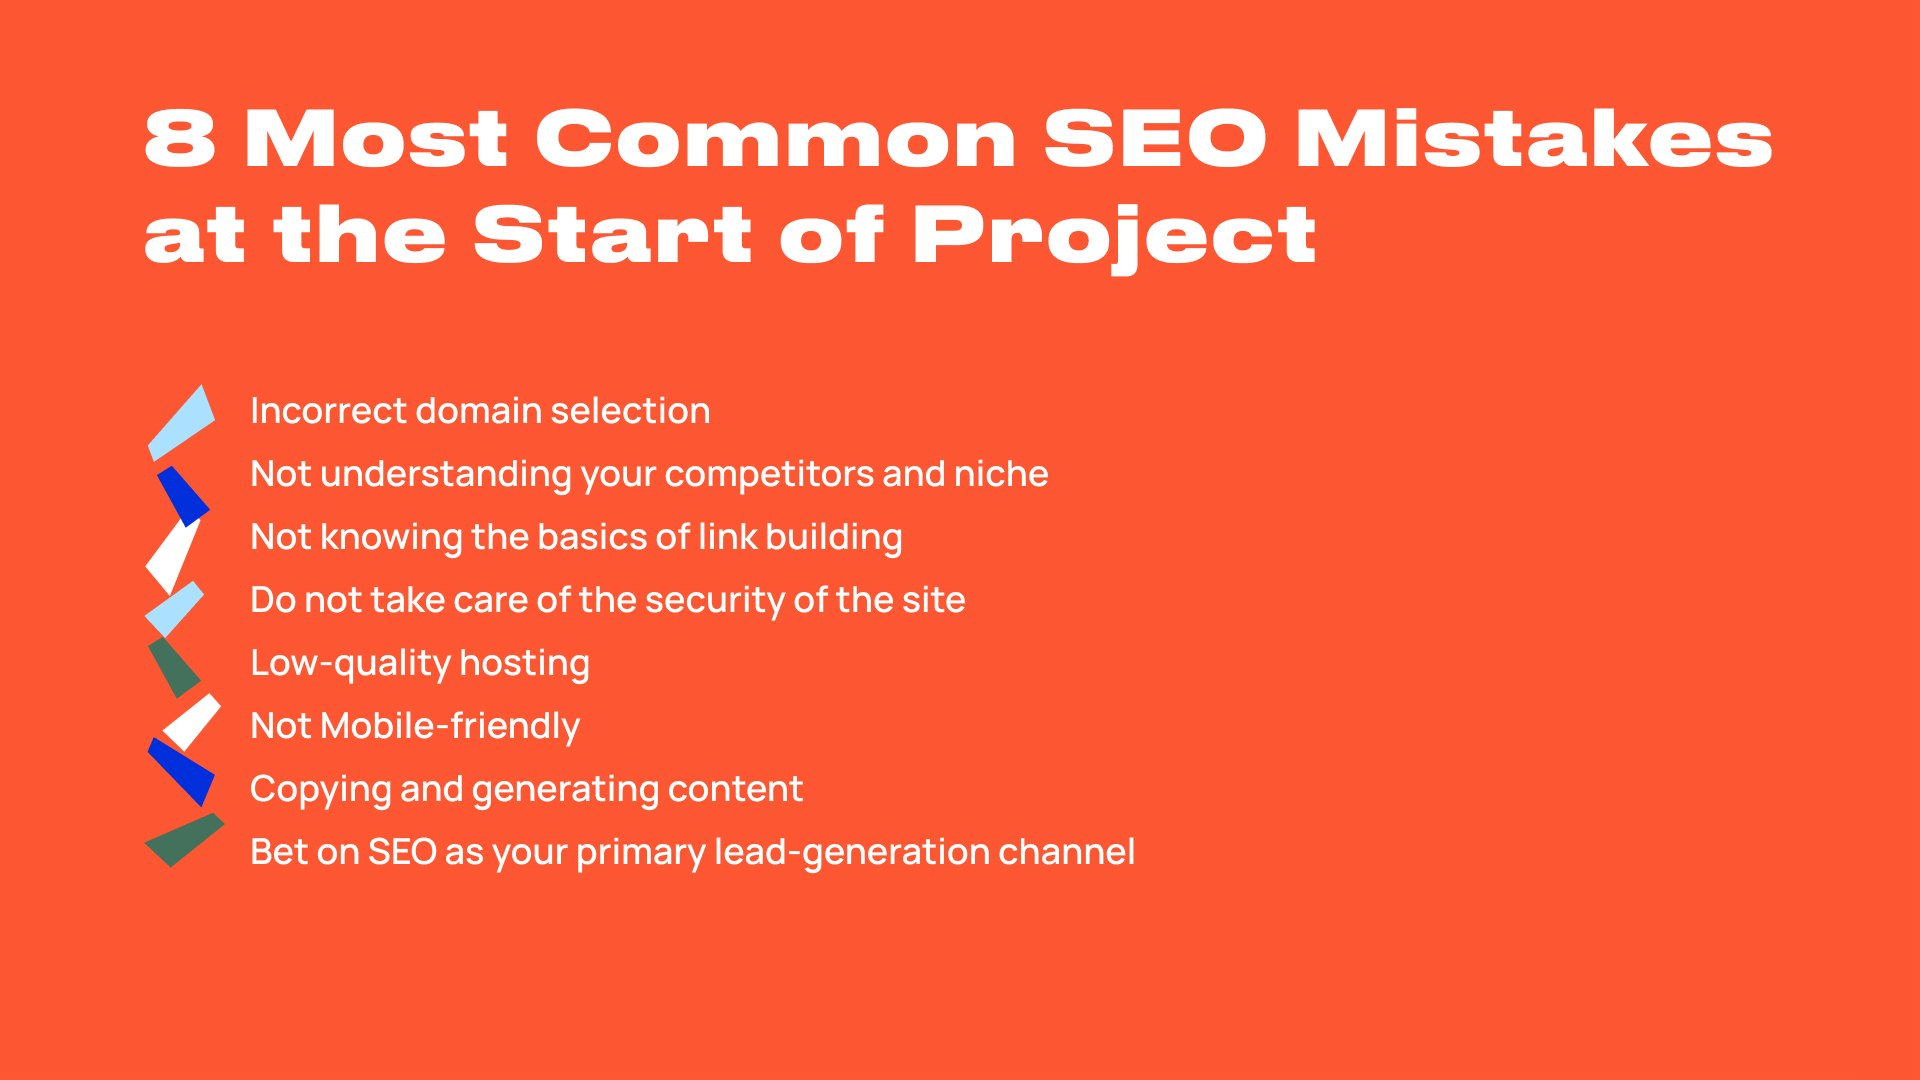 8 Most Common SEO Mistakes
at the Start of Project
Incorrect domain selection
Not understanding your competitors and niche
Not knowing the basics of link building
Do not take care of the security of the site
Low-quality hosting
Not Mobile-friendly
Copying and generating content
Bet on SEO as your primary lead-generation channel